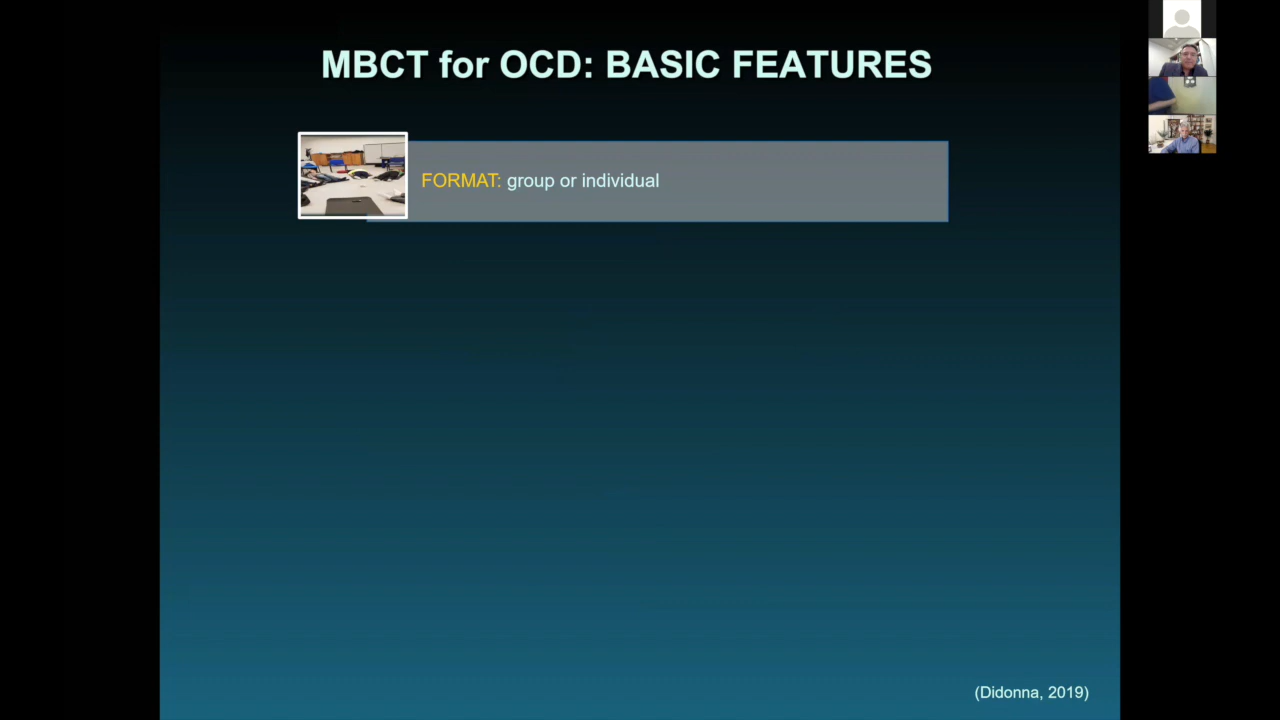 MBCT for OCD: BASIC FEATURES
FORMAT: group or individual
(Didonna, 2019)